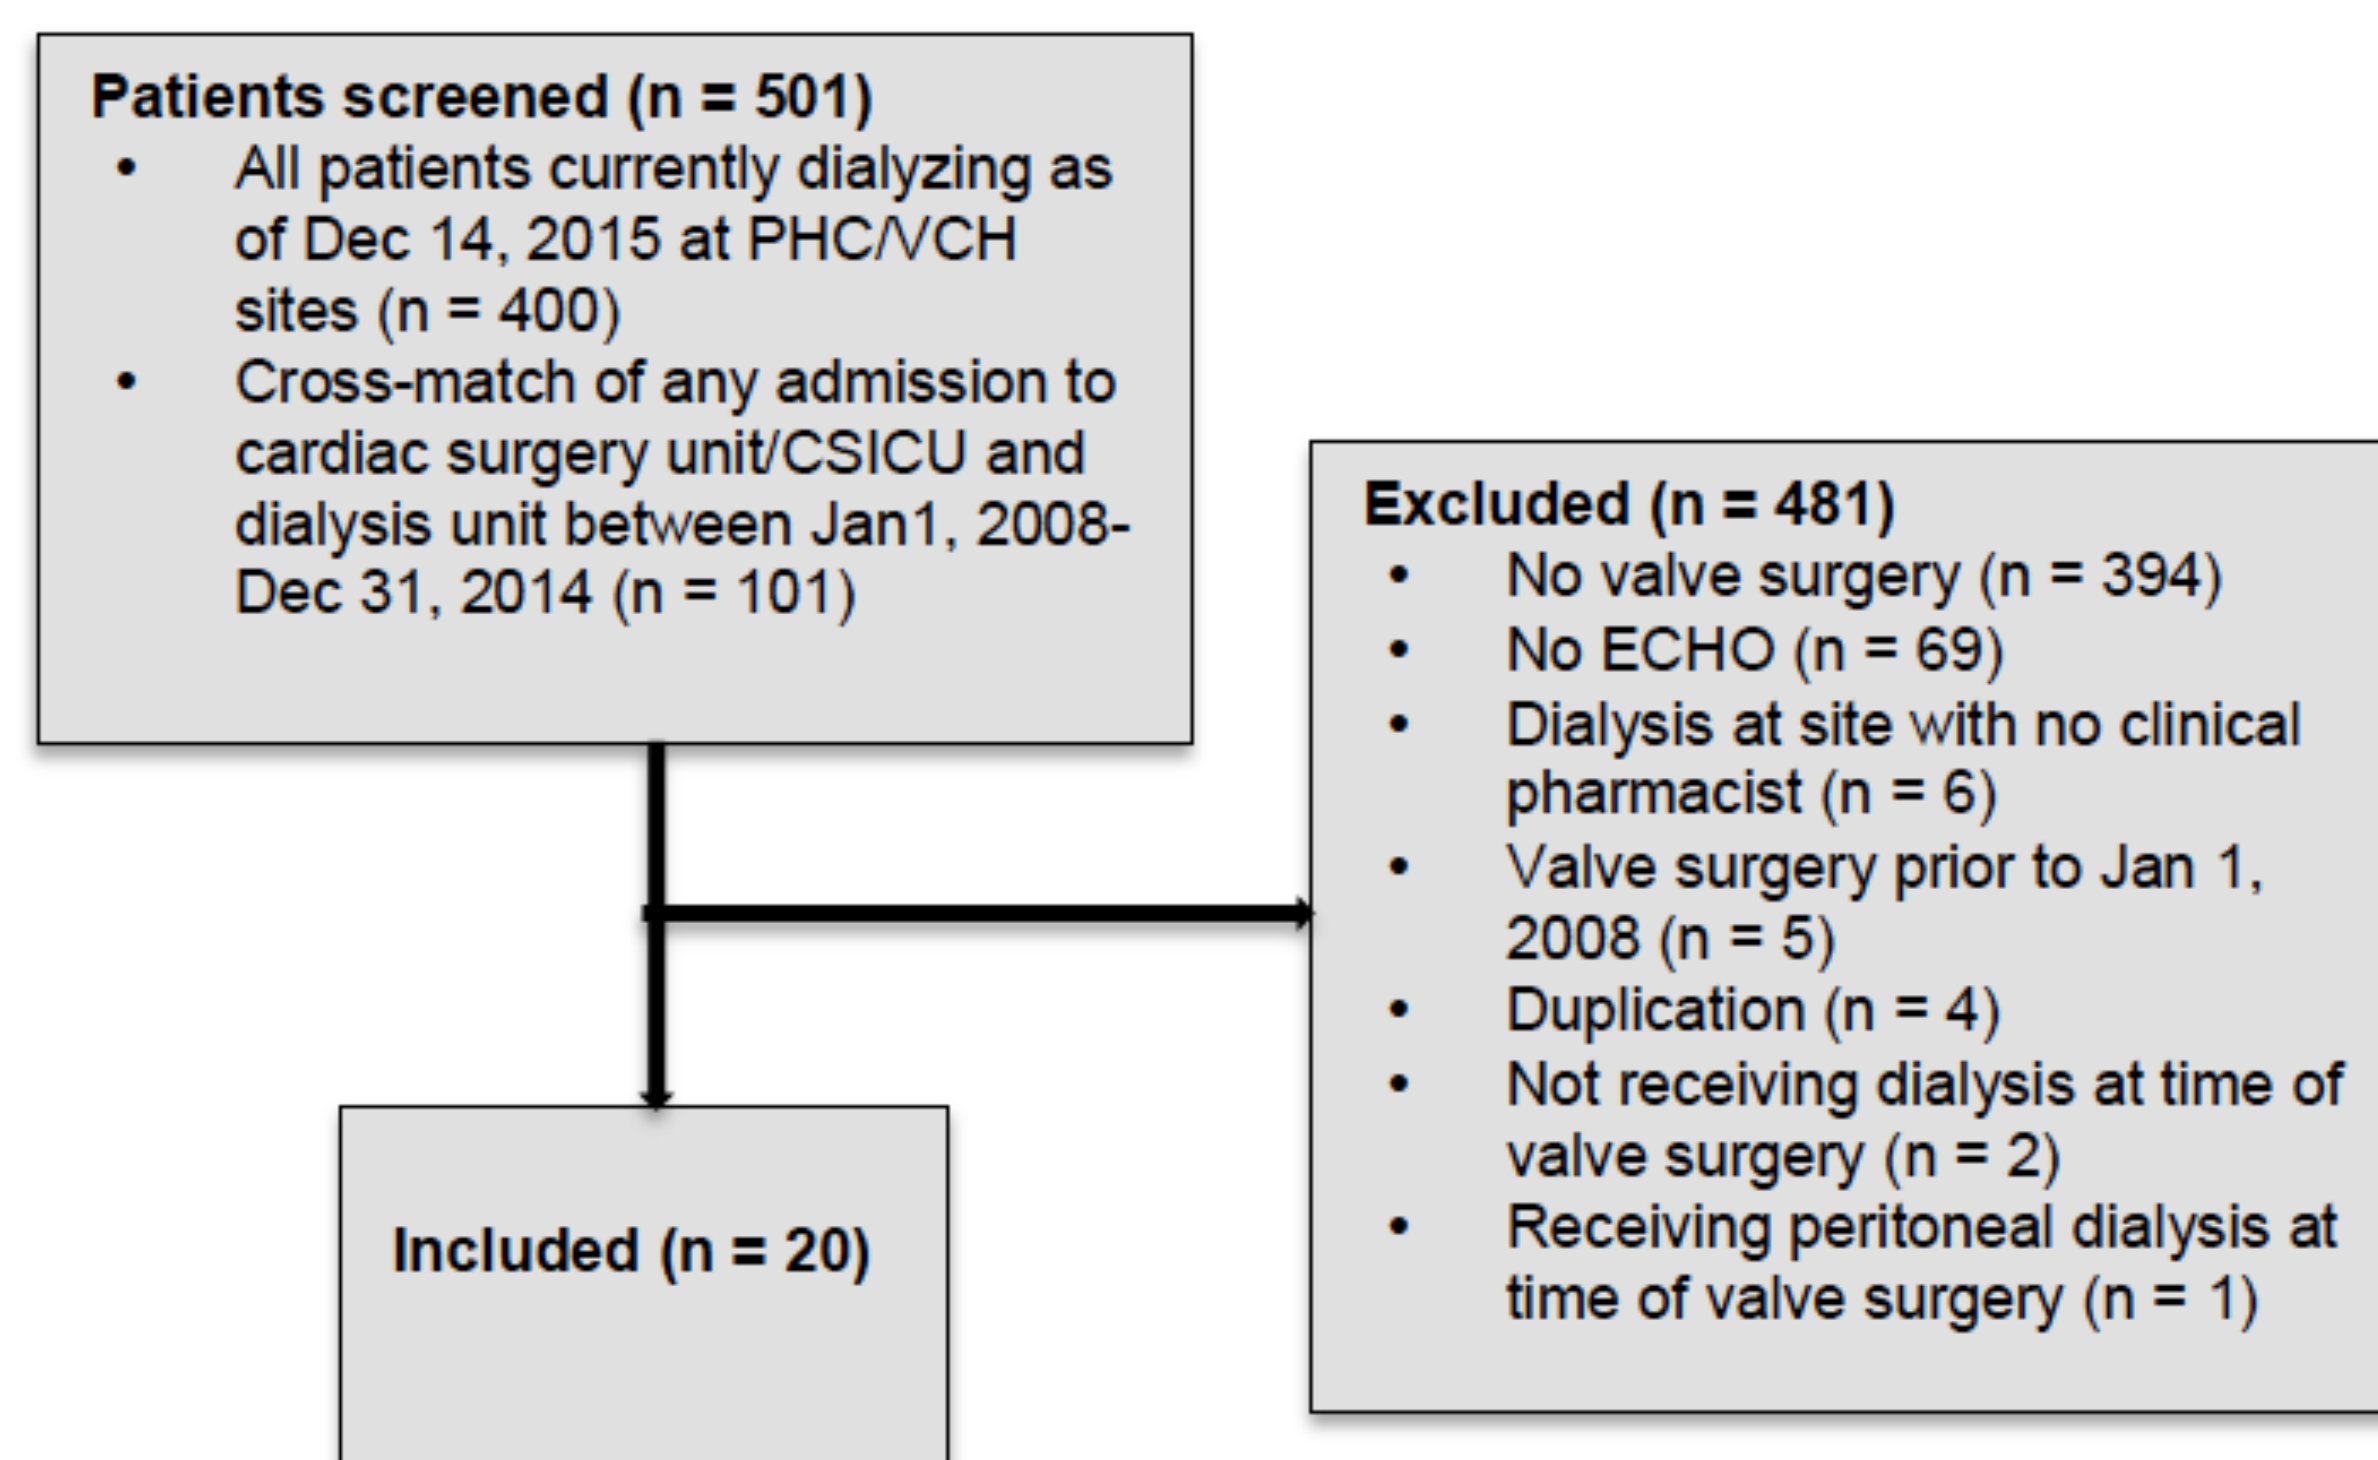 Patients screened (n = 501)
• All patients currently dialyzing as
of Dec 14, 2015 at PHC/VCH
sites (n = 400)
• Cross-match of any admission to
cardiac surgery unit/CSICU and
dialysis unit between Jan1, 2008-
Dec 31, 2014 (n = 101)
Excluded (n = 481)
• No valve surgery (n = 394)
• No ECHO (n = 69)
• Dialysis at site with no clinical
pharmacist (n = 6)
• Valve surgery prior to Jan 1,
2008 (n = 5)
• Duplication (n = 4)
• Not receiving dialysis at time of
valve surgery (n = 2)
• Receiving peritoneal dialysis at
time of valve surgery (n = 1)
Included (n = 20)